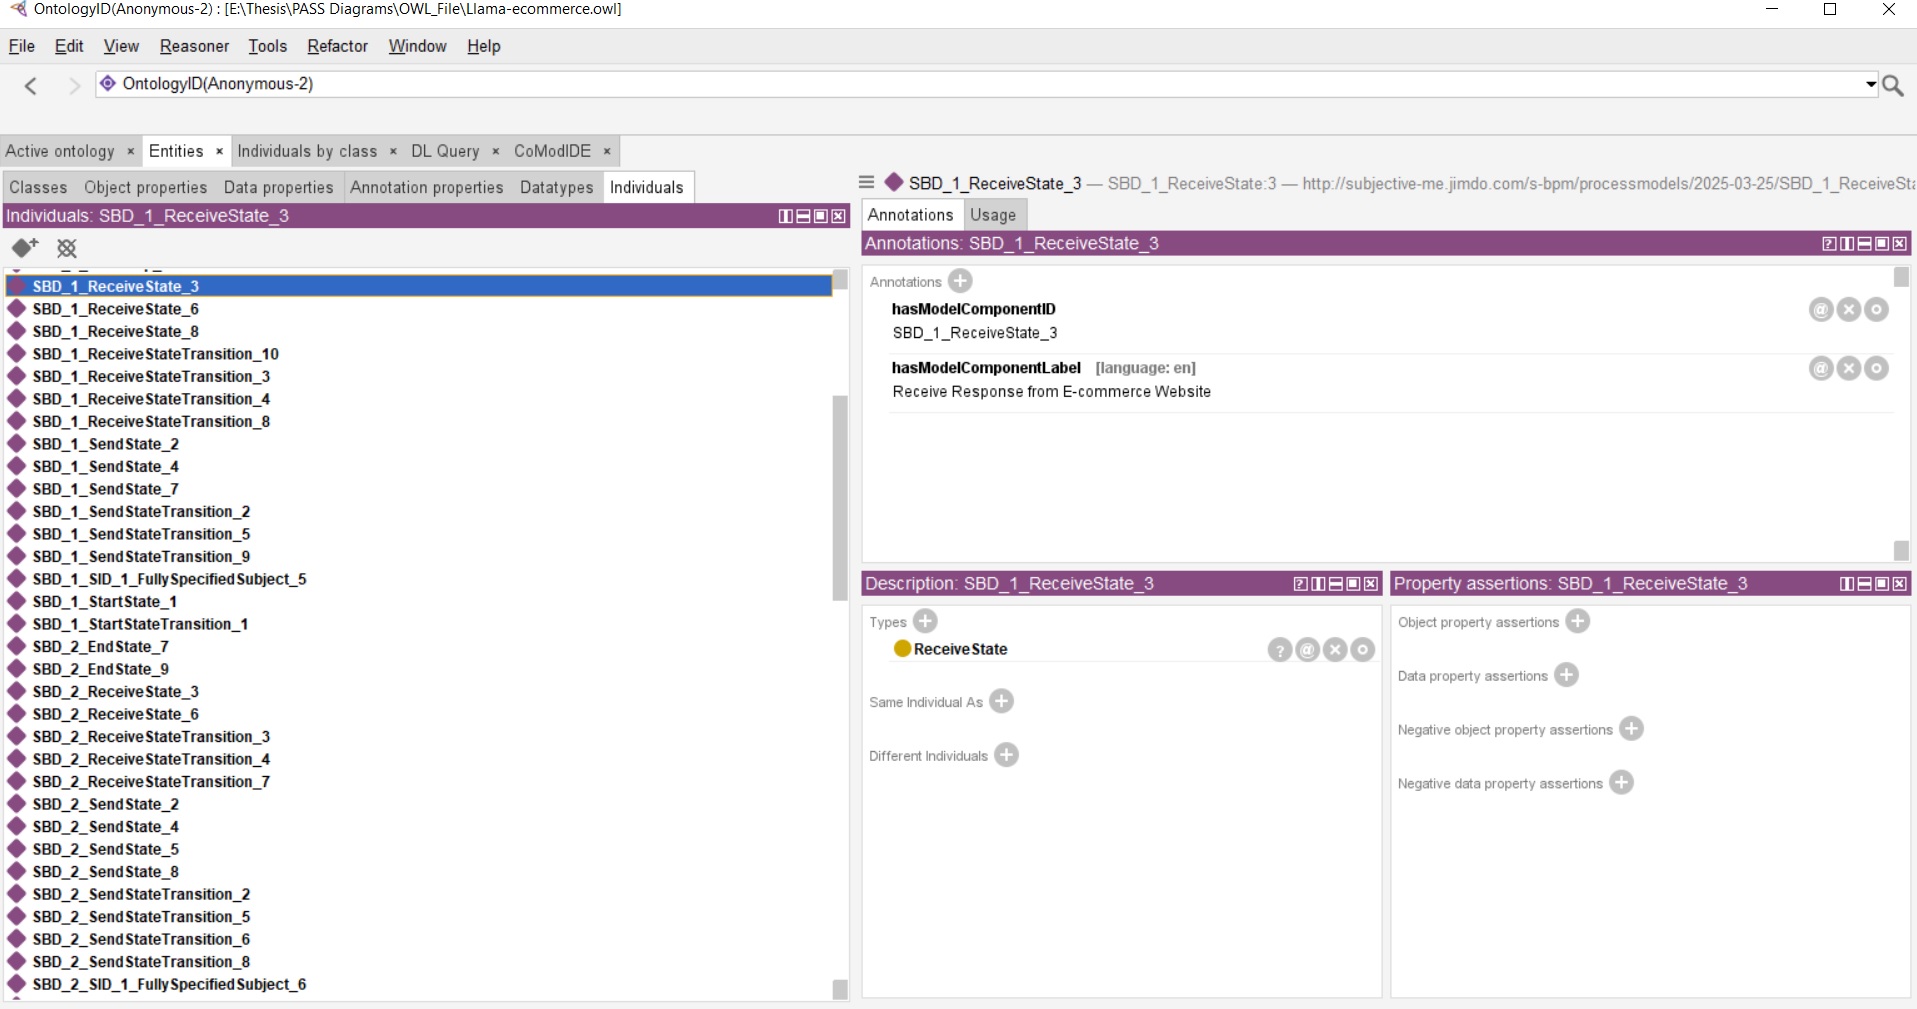 OntologyID(Anonymous-2) : [E:\Thesis\PASS Diagrams\OWL_File\Llama-ecommerce.owl]
File Edit View Reasoner Tools Refactor Window Help
OntologyID(Anonymous-2)
Active ontology × Entities × Individuals by class × DL Query × CoModIDE ×
Classes Object properties Data properties Annotation properties Datatypes Individuals
Individuals: SBD_1_ReceiveState_3
SBD_1_ReceiveState_3
SBD_1_ReceiveState_6
SBD_1_ReceiveState_8
SBD_1_ReceiveStateTransition_10
SBD_1_ReceiveStateTransition_3
SBD_1_ReceiveStateTransition_4
SBD_1_ReceiveStateTransition_8
SBD_1_SendState_2
SBD_1_SendState_4
SBD_1_SendState_7
SBD_1_SendStateTransition_2
SBD_1_SendStateTransition_5
SBD_1_SendStateTransition_9
SBD_1_SID_1_FullySpecifiedSubject_5
SBD_1_StartState_1
SBD_1_StartStateTransition_1
SBD_2_EndState_7
SBD_2_EndState_9
SBD_2_ReceiveState_3
SBD_2_ReceiveState_6
SBD_2_ReceiveStateTransition_3
SBD_2_ReceiveStateTransition_4
SBD_2_ReceiveStateTransition_7
SBD_2_SendState_2
SBD_2_SendState_4
SBD_2_SendState_5
SBD_2_SendState_8
SBD_2_SendStateTransition_2
SBD_2_SendStateTransition_5
SBD_2_SendStateTransition_6
SBD_2_SendStateTransition_8
SBD_2_SID_1_FullySpecifiedSubject_6
SBD_1_ReceiveState_3 — SBD_1_ReceiveState:3 — http://subjective-me.jimdo.com/s-bpm/processmodels/2025-03-25/SBD_1_ReceiveSta
Annotations Usage
Annotations: SBD_1_ReceiveState_3
Annotations
hasModelComponentID
SBD_1_ReceiveState_3
hasModelComponentLabel [language: en]
Receive Response from E-commerce Website
Description: SBD_1_ReceiveState_3
Types
ReceiveState
Same Individual As
Different Individuals
Property assertions: SBD_1_ReceiveState_3
Object property assertions
Data property assertions
Negative object property assertions
Negative data property assertions